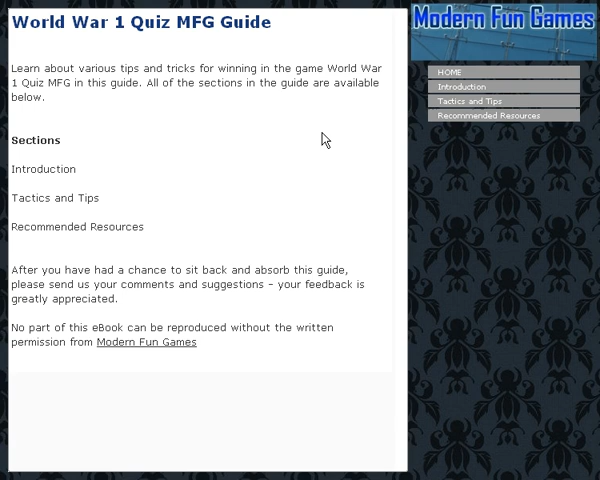 World War 1 Quiz MFG Guide
Learn about various tips and tricks for winning in the game World War
1 Quiz MFG in this guide. All of the sections in the guide are available
below.
Sections
Introduction
Tactics and Tips
Recommended Resources
After you have had a chance to sit back and absorb this guide,
please send us your comments and suggestions – your feedback is
greatly appreciated.
No part of this eBook can be reproduced without the written
permission from Modern Fun Games
Modern Fun Games
HOME
Introduction
Tactics and Tips
Recommended Resources